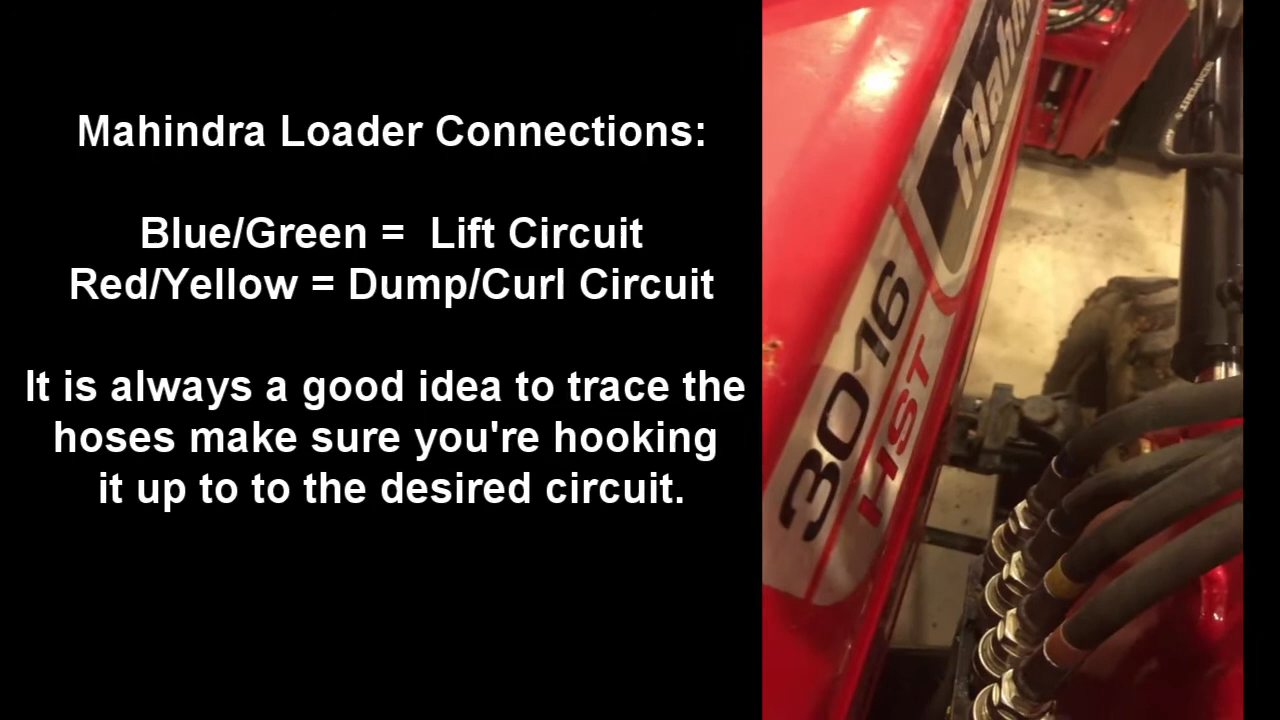 Mahindra Loader Connections:
Blue/Green = Lift Circuit
Red/Yellow = Dump/Curl Circuit
It is always a good idea to trace the
hoses make sure you're hooking
it up to to the desired circuit.
3016
HST
SEMPERIT